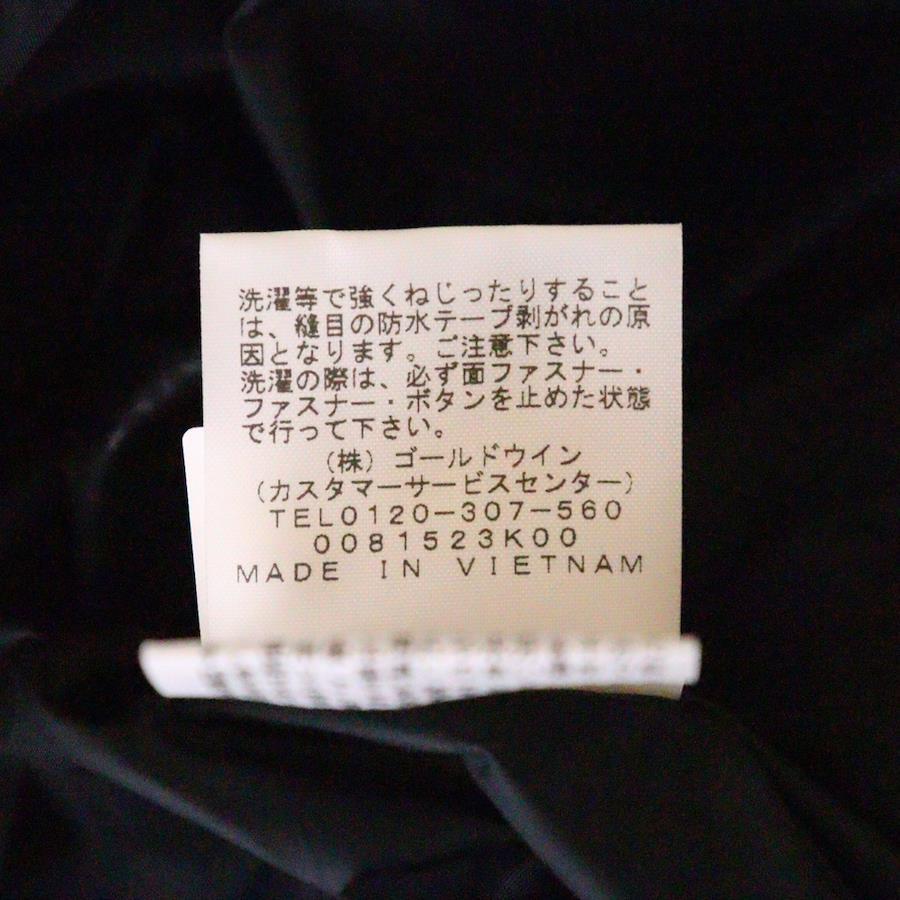 洗濯等で強くねじったりすること
は、縫目の防水テープ剥がれの原
因となります。ご注意下さい。
洗濯の際は、必ず面ファスナー・
ファスナー・ボタンを止めた状態
で行って下さい。
(株)ゴールドウイン
(カスタマーサービスセンター)
TEL0120-307-560
0081523K00
MADE IN VIETNAM